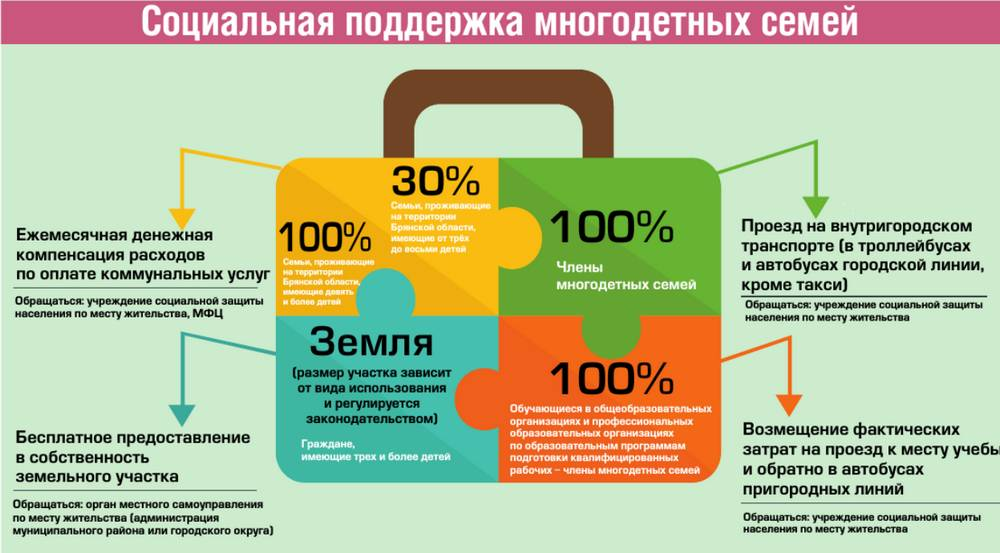 Социальная поддержка многодетных семей
30%
Семьи, проживающие
на территории
Брянской области,
имеющие от трёх
до восьми детей
100%
Семьи, проживающие
на территории
Брянской области,
имеющие девять
и более детей
Ежемесячная денежная
компенсация расходов
по оплате коммунальных услуг
Обращаться: учреждение социальной защиты
населения по месту жительства, МФЦ
100%
Члены
многодетных семей
Проезд на внутригородском
транспорте (в троллейбусах
и автобусах городской линии,
кроме такси)
Обращаться: учреждение социальной защиты
населения по месту жительства
Земля
(размер участка зависит
от вида использования
и регулируется
законодательством)
Граждане,
имеющие трех и более детей
Бесплатное предоставление
в собственность
земельного участка
Обращаться: орган местного самоуправления
по месту жительства (администрация
муниципального района или городского округа)
100%
Обучающиеся в общеобразовательных
организациях и профессиональных
образовательных организациях
по образовательным программам
подготовки квалифицированных
рабочих – члены многодетных семей
Возмещение фактических
затрат на проезд к месту учебы
и обратно в автобусах
пригородных линий
Обращаться: учреждение социальной защиты
населения по месту жительства